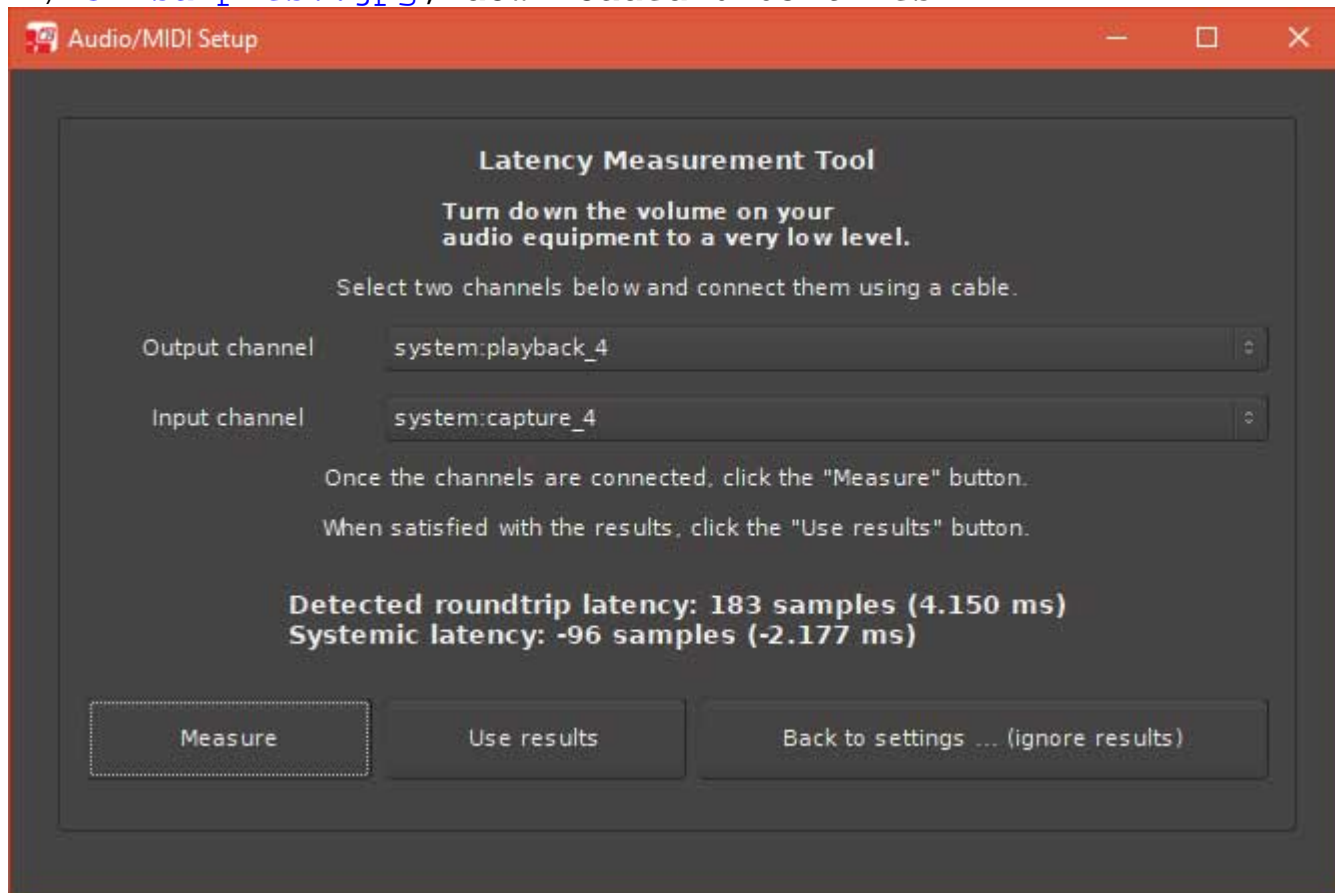 Audio/MIDI Setup
Latency Measurement Tool
Turn down the volume on your
audio equipment to a very low level.
Select two channels below and connect them using a cable.
Output channel system:playback_4
Input channel system:capture_4
Once the channels are connected, click the "Measure" button.
When satisfied with the results, click the "Use results" button.
Detected roundtrip latency: 183 samples (4.150 ms)
Systemic latency: -96 samples (-2.177 ms)
Measure Use results Back to settings ... (ignore results)